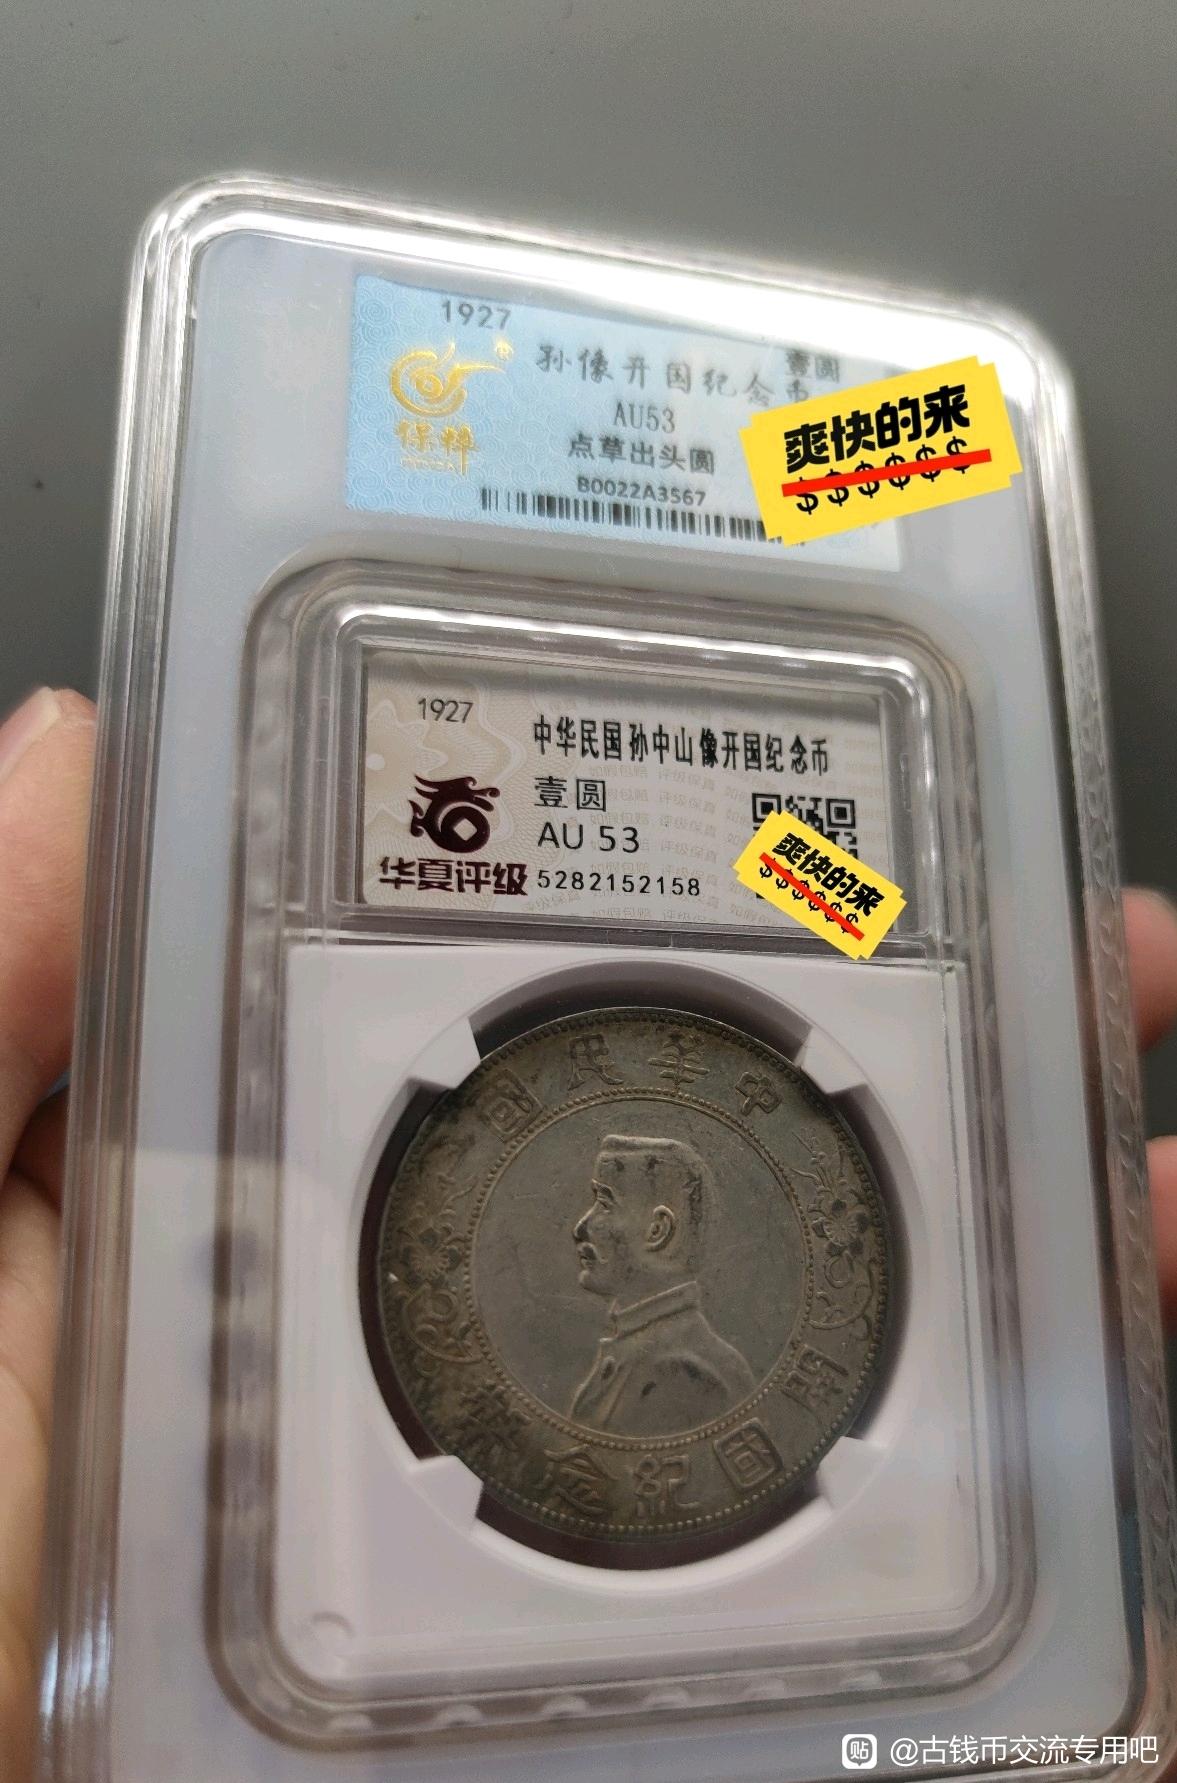 1927
孙像开国纪念币
壹圆
AU53
点草出头圆
B0022A3567
保粹
爽快的来
$$$$$$
1927
中华民国孙中山像开国纪念币
壹圆
AU 53
华夏评级
5282152158
爽快的来
$$$$$$
中華民國
開國紀念幣
贴 @古钱币交流专用吧